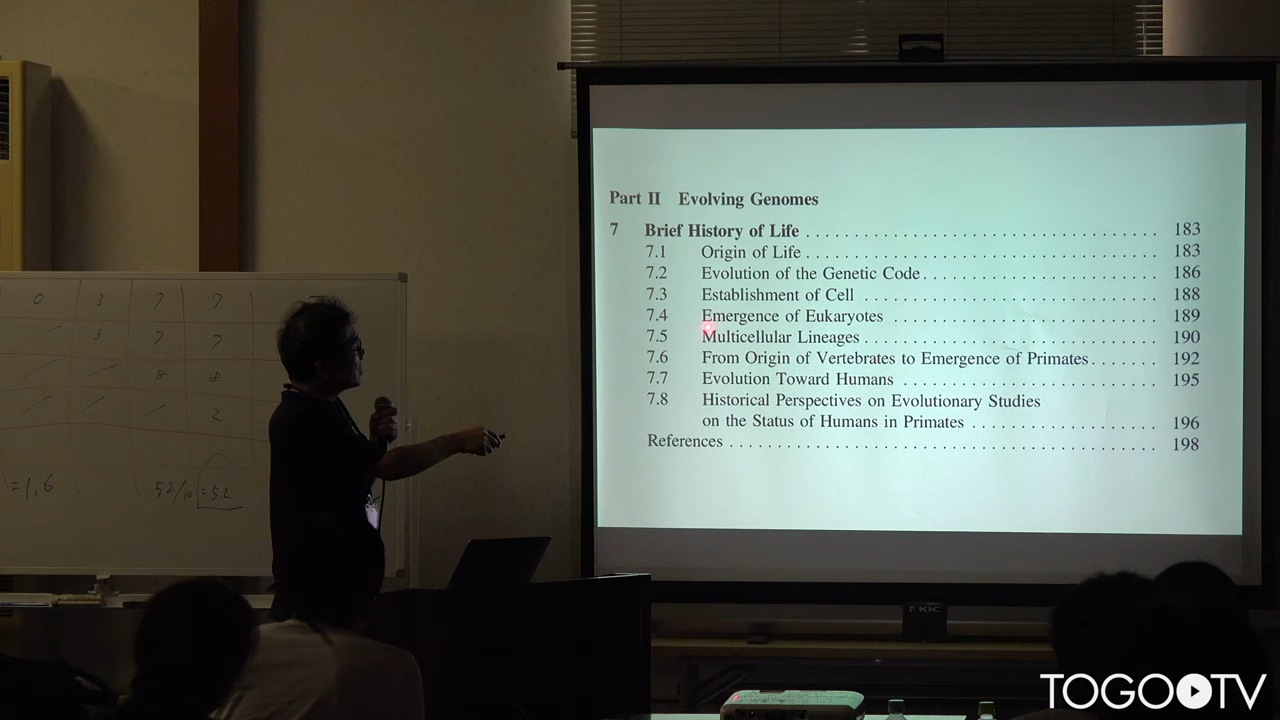 Part II Evolving Genomes
7 Brief History of Life . . . . . . . . . . . . . . . . . . . . . . . . . . . . . . . . . . . . . . . 183
7.1 Origin of Life . . . . . . . . . . . . . . . . . . . . . . . . . . . . . . . . . . . . . . . 183
7.2 Evolution of the Genetic Code . . . . . . . . . . . . . . . . . . . . . . . . . . 186
7.3 Establishment of Cell . . . . . . . . . . . . . . . . . . . . . . . . . . . . . . . . 188
7.4 Emergence of Eukaryotes . . . . . . . . . . . . . . . . . . . . . . . . . . . . . 189
7.5 Multicellular Lineages . . . . . . . . . . . . . . . . . . . . . . . . . . . . . . . . 190
7.6 From Origin of Vertebrates to Emergence of Primates . . . . . . . 192
7.7 Evolution Toward Humans . . . . . . . . . . . . . . . . . . . . . . . . . . . . 195
7.8 Historical Perspectives on Evolutionary Studies
on the Status of Humans in Primates . . . . . . . . . . . . . . . . . . . . 196
References . . . . . . . . . . . . . . . . . . . . . . . . . . . . . . . . . . . . . . . . . . . . . . 198
0 3 7 7
3 7 7
8 8
2
=1.6 52/10 =5.2
KIC
TOGO TV